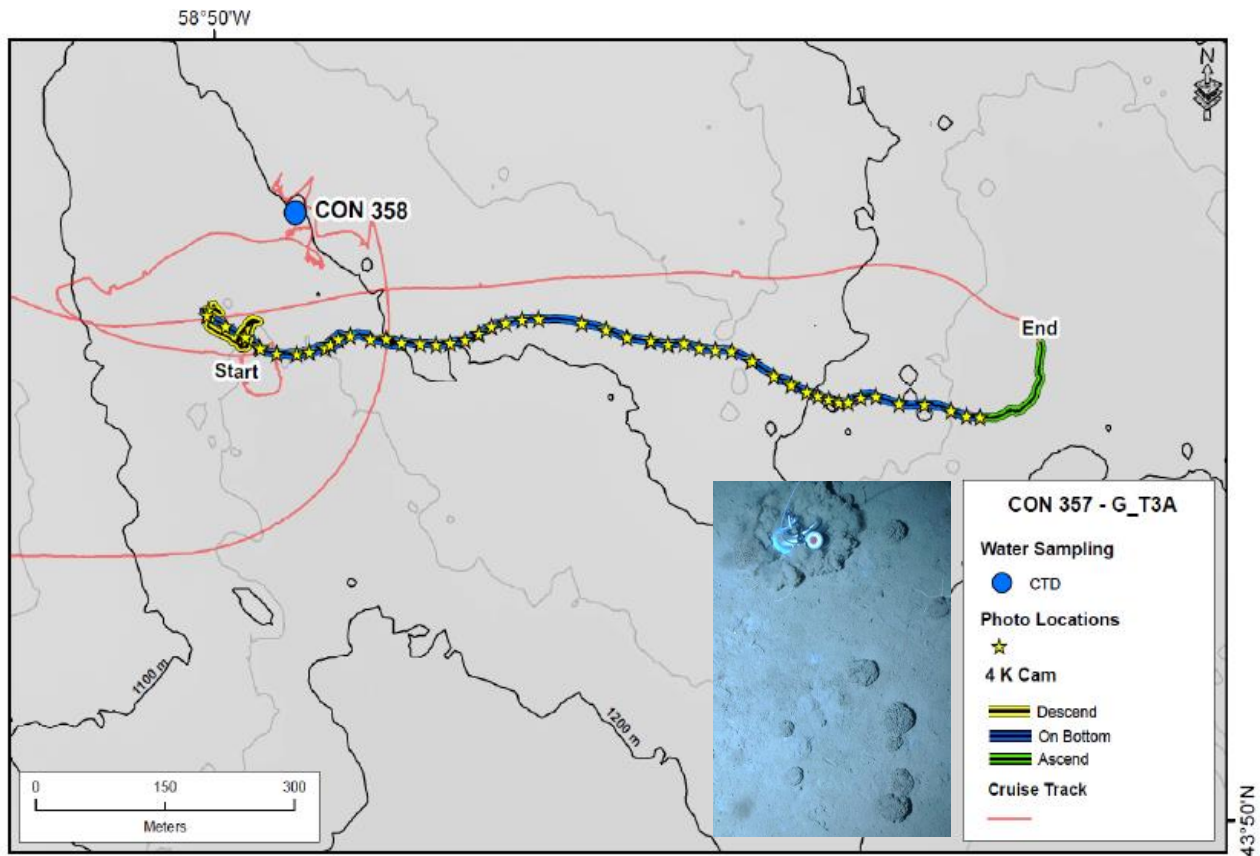 58°50'W
N
CON 358
End
Start
1100 m
1200 m
0 150 300
Meters
CON 357 - G_T3A
Water Sampling
CTD
Photo Locations
4 K Cam
Descend
On Bottom
Ascend
Cruise Track
43°50'N